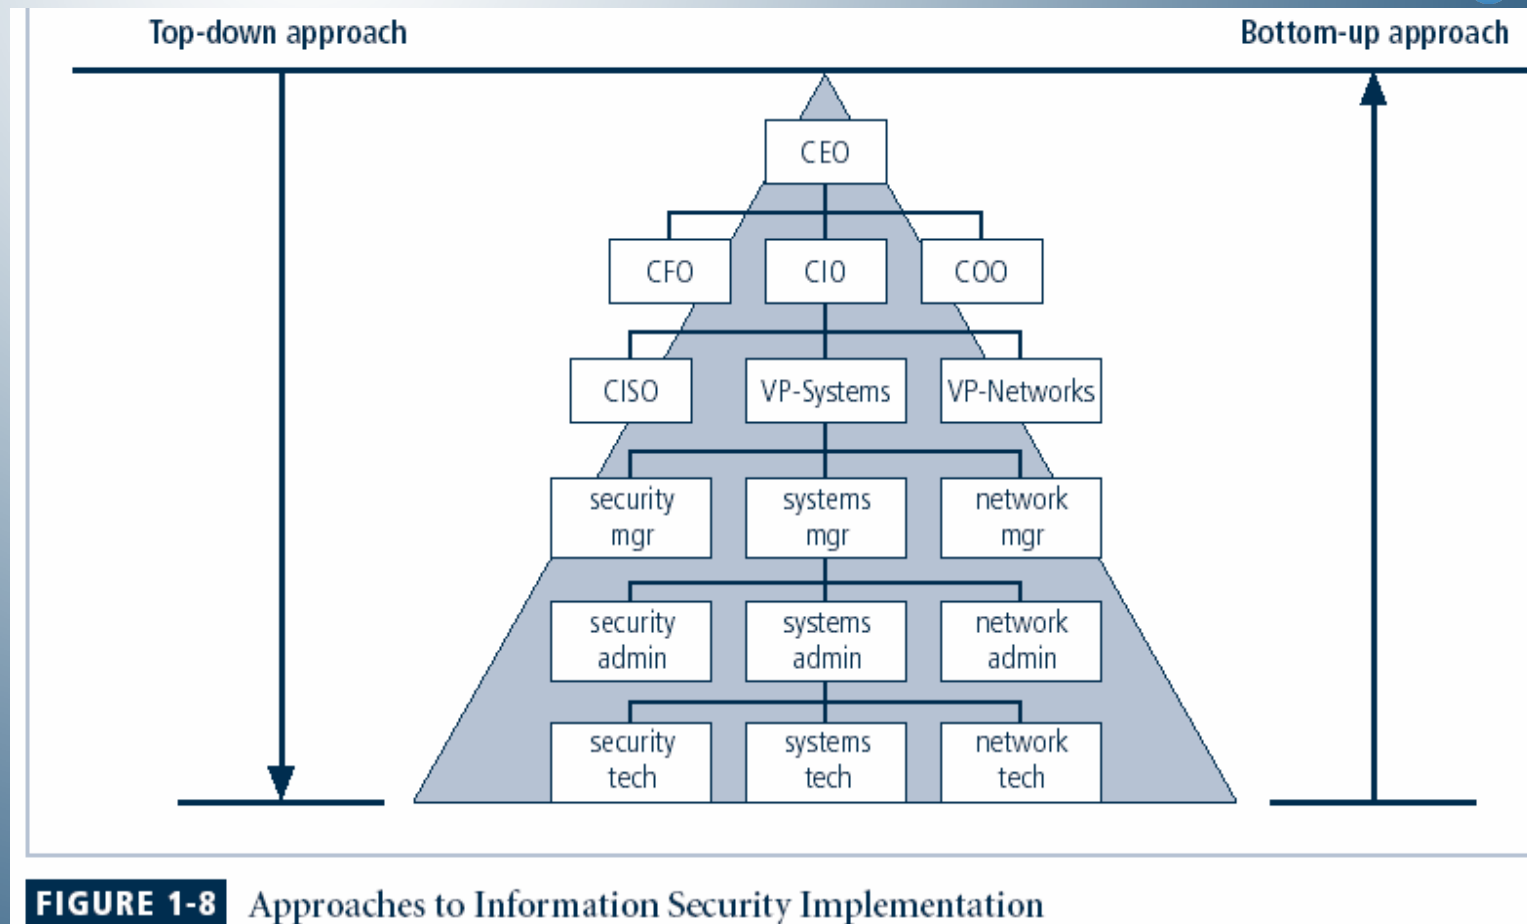 Top-down approach
Bottom-up approach
CEO
CFO
CIO
COO
CISO
VP-Systems
VP-Networks
security
mgr
systems
mgr
network
mgr
security
admin
systems
admin
network
admin
security
tech
systems
tech
network
tech
FIGURE 1-8 Approaches to Information Security Implementation